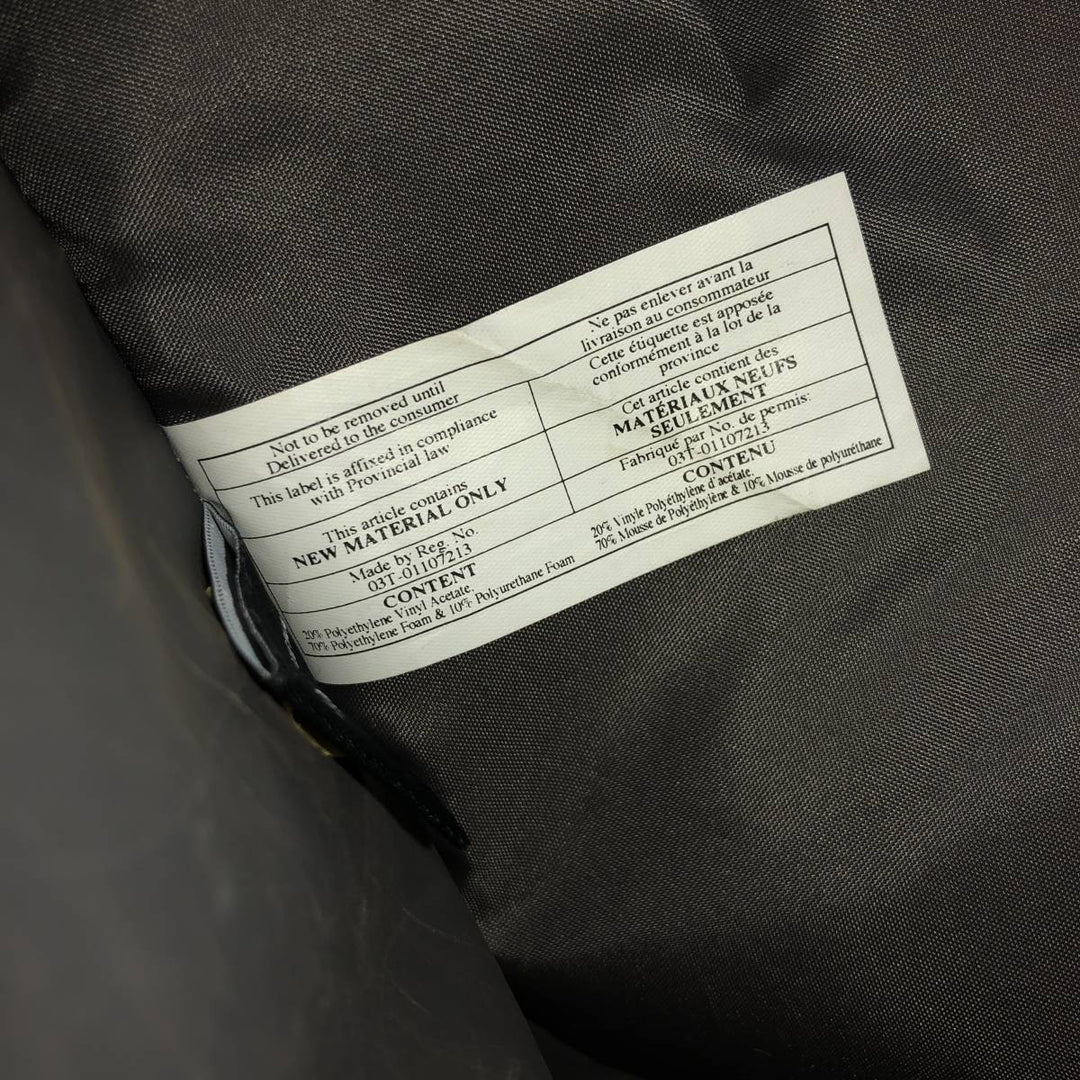 Not to be removed until
Delivered to the consumer
This label is affixed in compliance
with Provincial law
This article contains
NEW MATERIAL ONLY
Made by Reg. No.
03T-01107213
CONTENT
20% Polyethylene Vinyl Acetate.
70% Polyethylene Foam & 10% Polyurethane Foam
Ne pas enlever avant la
livraison au consommateur
Cette étiquette est apposée
conformément à la loi de la
province
Cet article contient des
MATÉRIAUX NEUFS
SEULEMENT
Fabriqué par No. de permis:
03T-01107213
CONTENU
20% Vinyle Polyéthylène d'acétate.
70% Mousse de Polyéthylène & 10% Mousse de polyuréthane